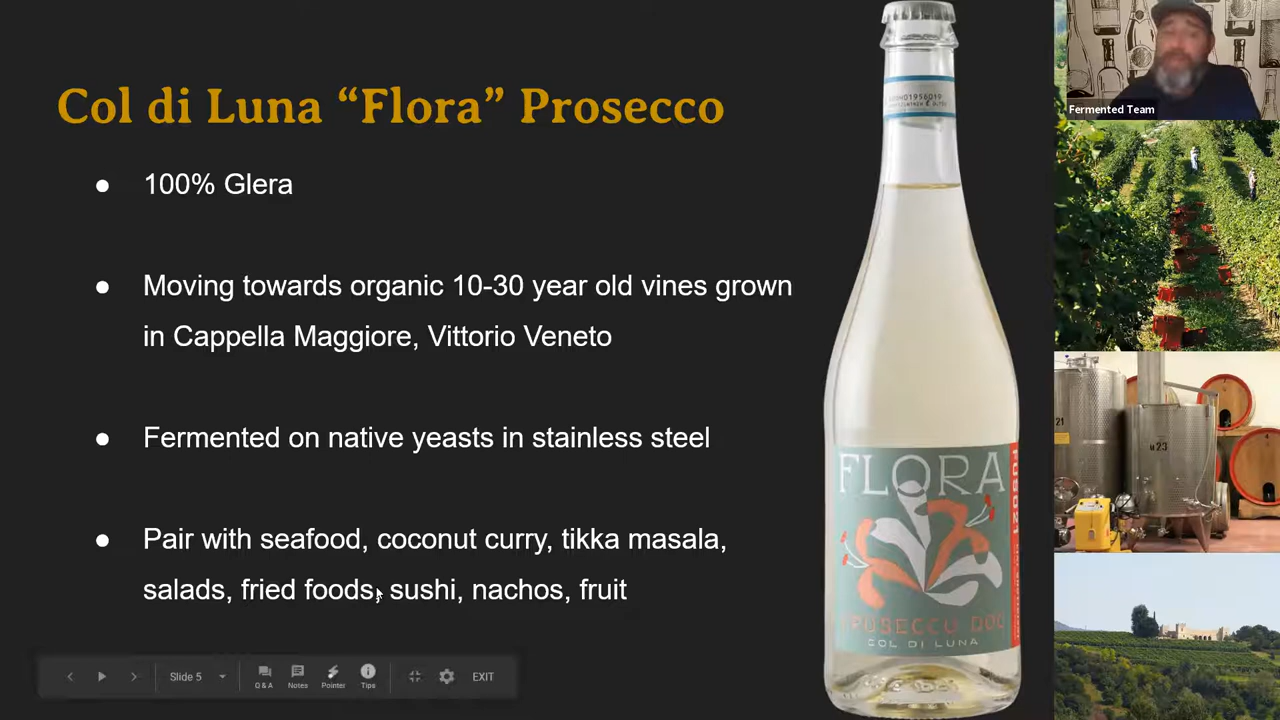 Col di Luna “Flora” Prosecco
● 100% Glera
● Moving towards organic 10-30 year old vines grown
in Cappella Maggiore, Vittorio Veneto
● Fermented on native yeasts in stainless steel
● Pair with seafood, coconut curry, tikka masala,
salads, fried foods, sushi, nachos, fruit
FLORA
PROSECCO DOC
COL DI LUNA
Fermented Team
21
23
Slide 5
Q & A
Notes
Pointer
Tips
EXIT